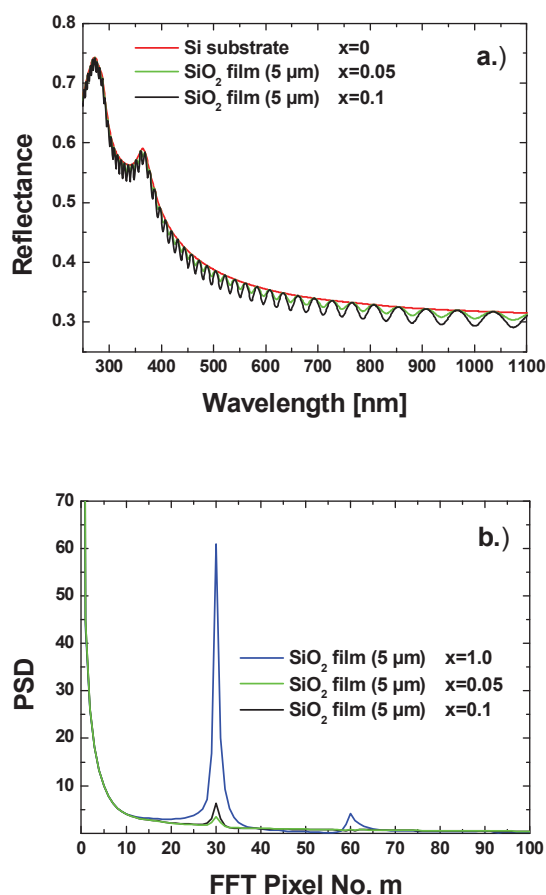 a.)
Si substrate x=0
SiO₂ film (5 µm) x=0.05
SiO₂ film (5 µm) x=0.1
Reflectance
0.8
0.7
0.6
0.5
0.4
0.3
300 400 500 600 700 800 900 1000 1100
Wavelength [nm]
b.)
SiO₂ film (5 µm) x=1.0
SiO₂ film (5 µm) x=0.05
SiO₂ film (5 µm) x=0.1
PSD
70
60
50
40
30
20
10
0 10 20 30 40 50 60 70 80 90 100
FFT Pixel No. m